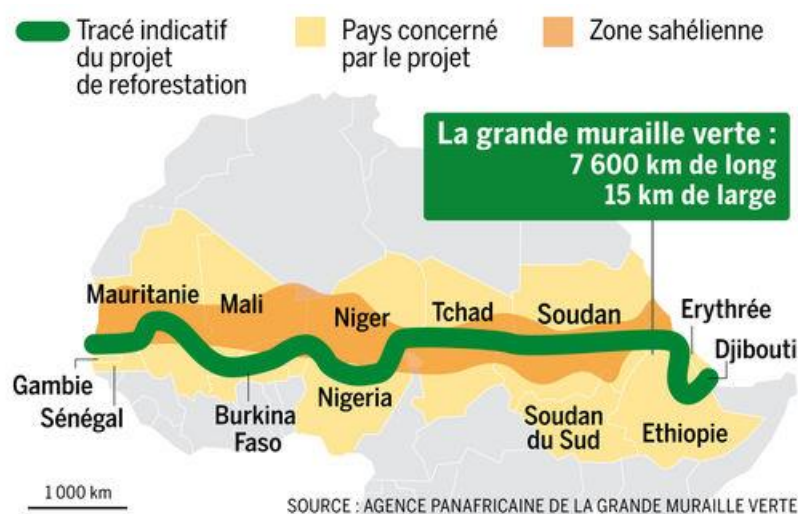 Tracé indicatif
du projet
de reforestation
Pays concerné
par le projet
Zone sahélienne
La grande muraille verte :
7 600 km de long
15 km de large
Mauritanie
Mali
Niger
Tchad
Soudan
Erythrée
Djibouti
Gambie
Sénégal
Burkina
Faso
Nigeria
Soudan
du Sud
Ethiopie
1 000 km
SOURCE : AGENCE PANAFRICAINE DE LA GRANDE MURAILLE VERTE